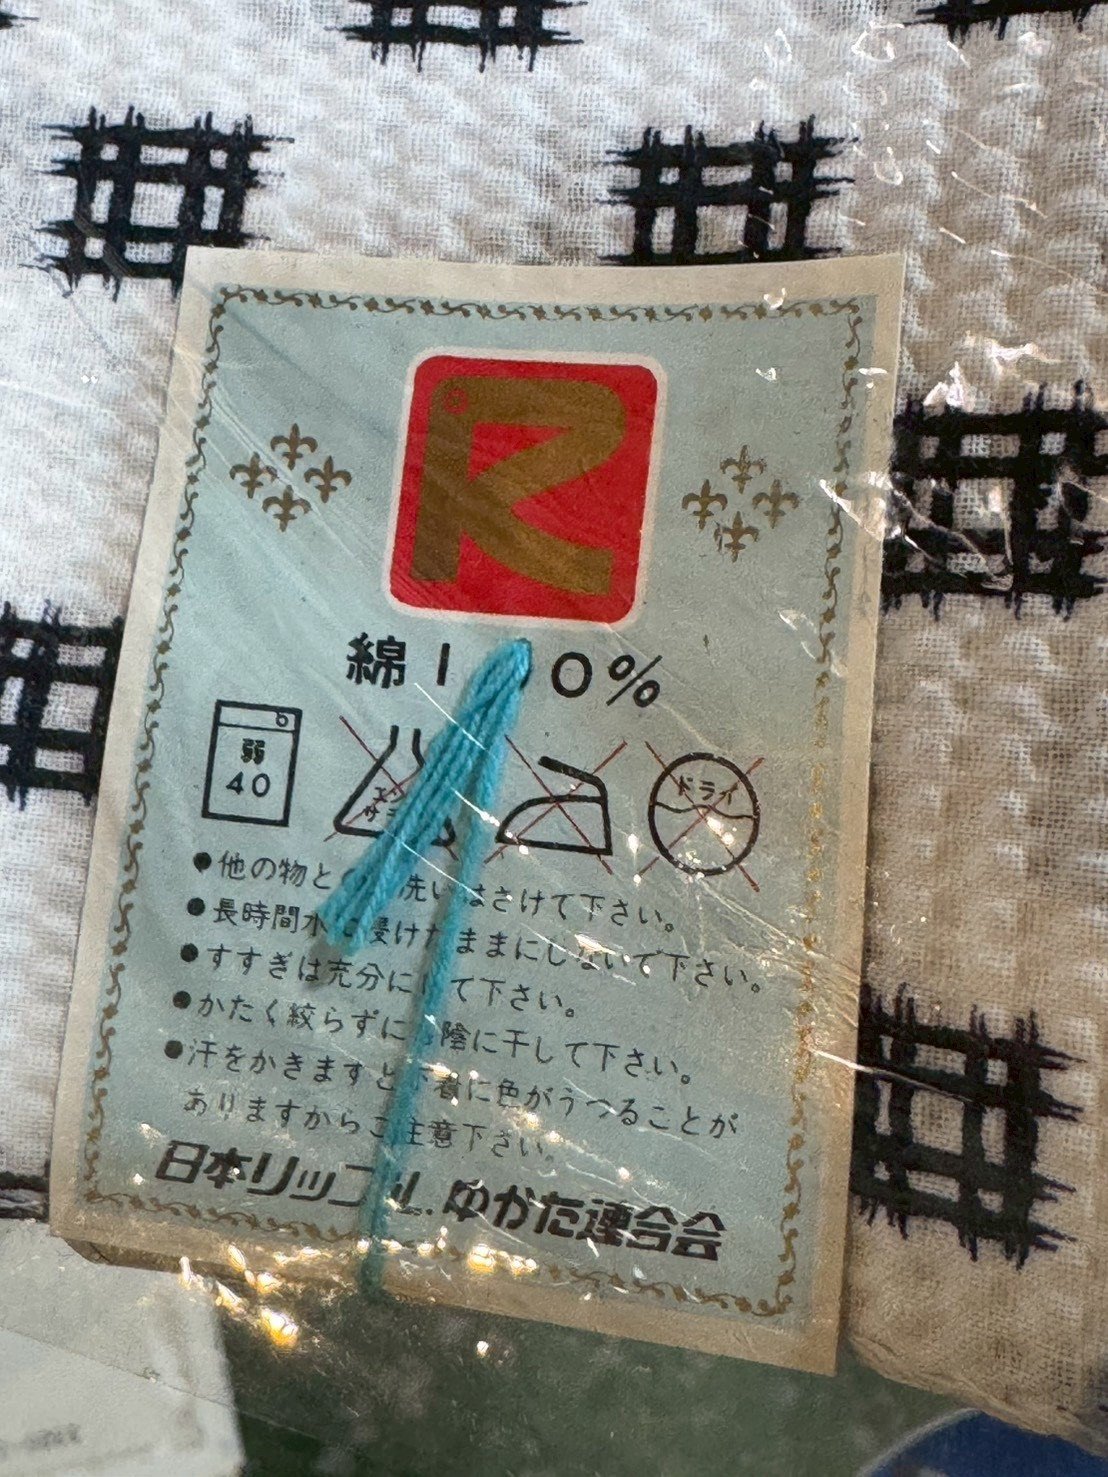 R
綿1 0%
弱
40
ドライ
●他の物と 洗いはさけて下さい。
●長時間水に浸けたままにしないで下さい。
●すすぎは充分に て下さい。
●かたく絞らずに 陰に干して下さい。
●汗をかきますと 着に色がうつることが
ありますからご注意下さい。
日本リップル.ゆかた連合会